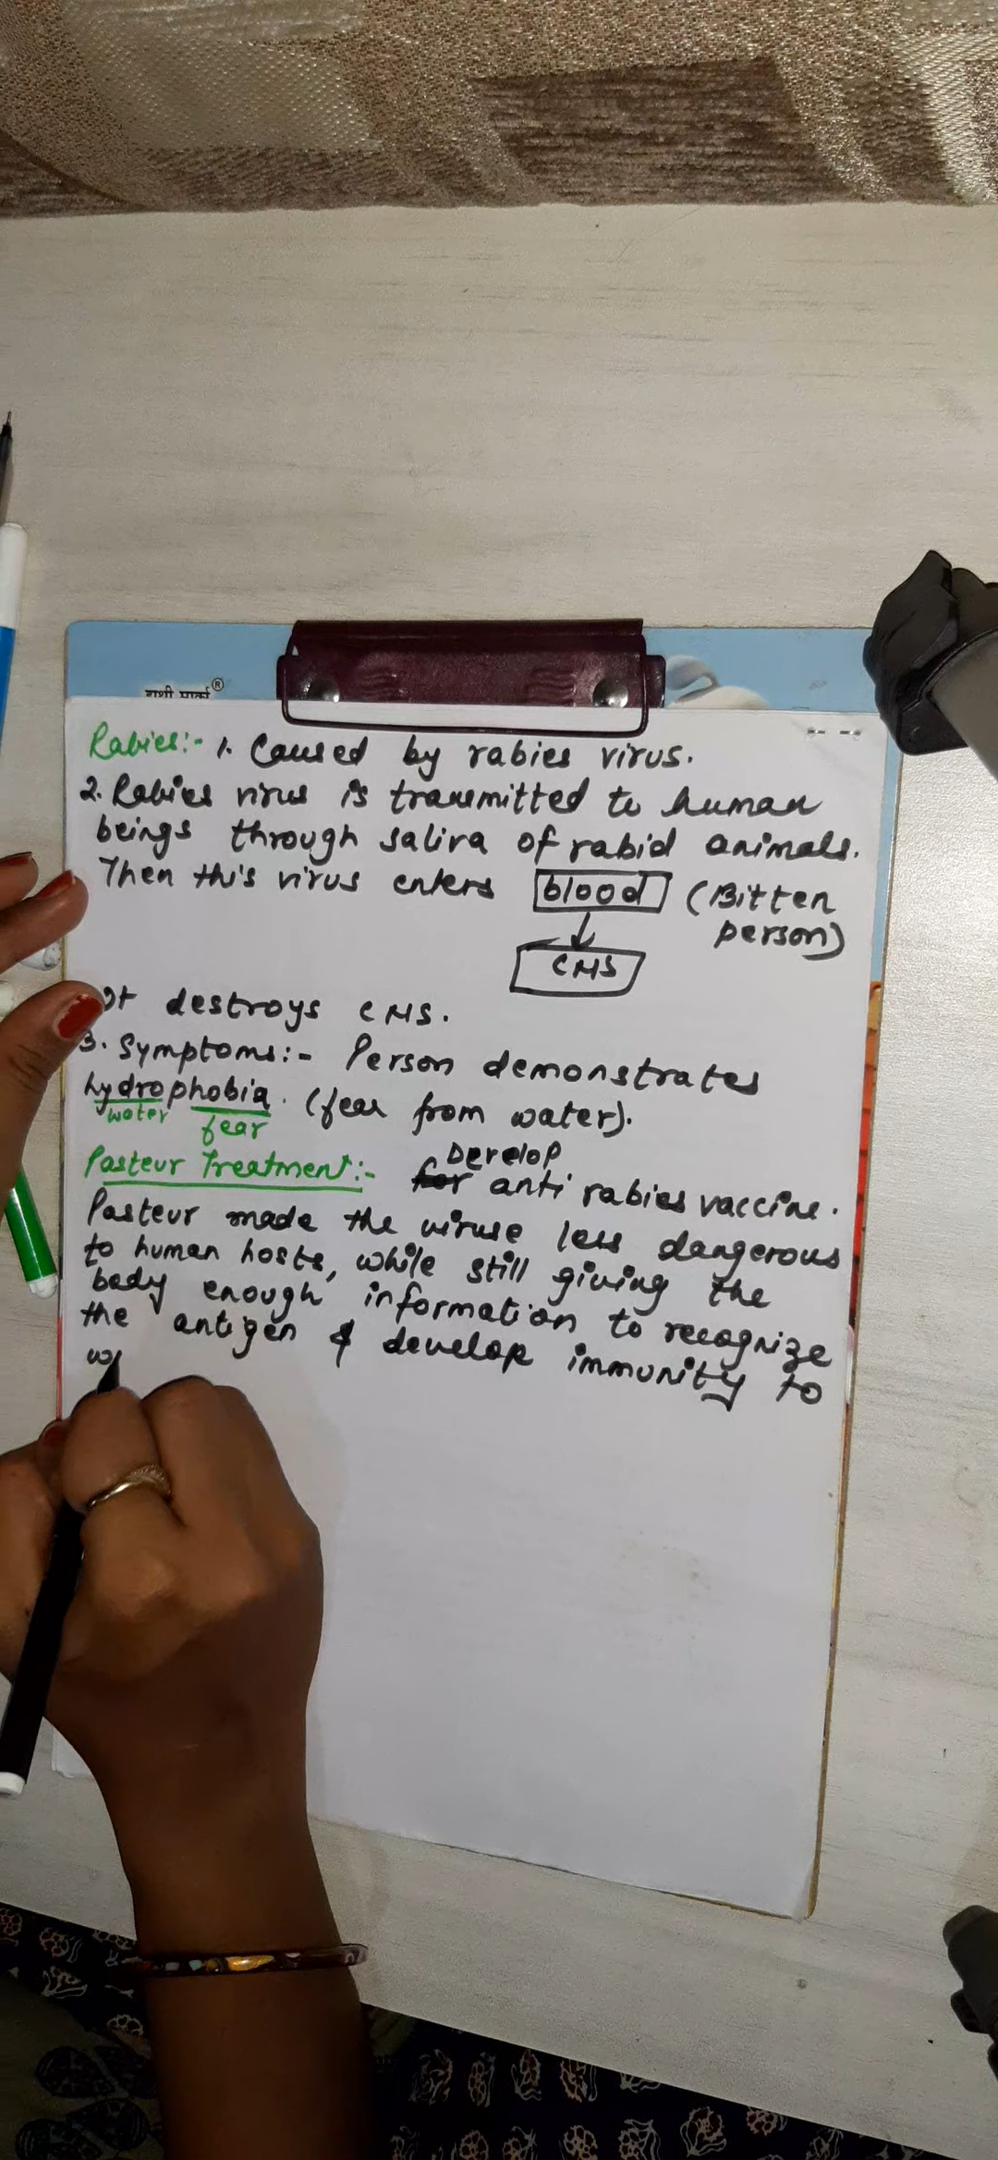 हाथी मार्का®
Rabies:- 1. Caused by rabies virus.
2. Rabies virus is transmitted to human
beings through saliva of rabid animals.
Then this virus enters blood (Bitten
person)
CNS
It destroys CNS.
3. Symptoms:- Person demonstrates
hydrophobia. (fear from water).
water fear
Develop
Pasteur Treatment:- for anti rabies vaccine.
Pasteur made the viruse less dangerous
to human hosts, while still giving the
body enough information to recognize
the antigen & develop immunity to